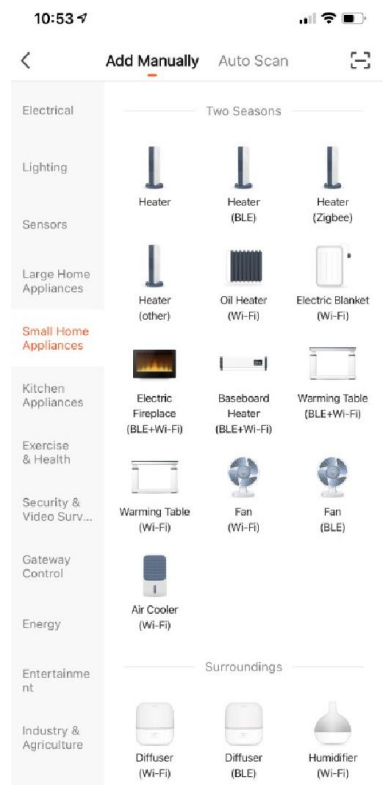 10:53
Add Manually Auto Scan
Electrical
Lighting
Sensors
Large Home
Appliances
Small Home
Appliances
Kitchen
Appliances
Exercise
& Health
Security &
Video Surv...
Gateway
Control
Energy
Entertainme
nt
Industry &
Agriculture
Two Seasons
Heater
Heater
(BLE)
Heater
(Zigbee)
Heater
(other)
Oil Heater
(Wi-Fi)
Electric Blanket
(Wi-Fi)
Electric
Fireplace
(BLE+Wi-Fi)
Baseboard
Heater
(BLE+Wi-Fi)
Warming Table
(BLE+Wi-Fi)
Warming Table
(Wi-Fi)
Fan
(Wi-Fi)
Fan
(BLE)
Air Cooler
(Wi-Fi)
Surroundings
Diffuser
(Wi-Fi)
Diffuser
(BLE)
Humidifier
(Wi-Fi)